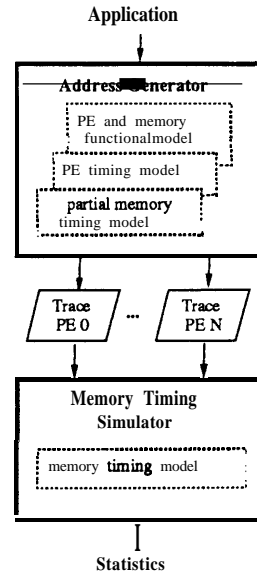 Application
Address Generator
PE and memory
functionalmodel
PE timing model
partial memory
timing model
Trace
PE 0
...
Trace
PE N
Memory Timing
Simulator
memory timing model
Statistics